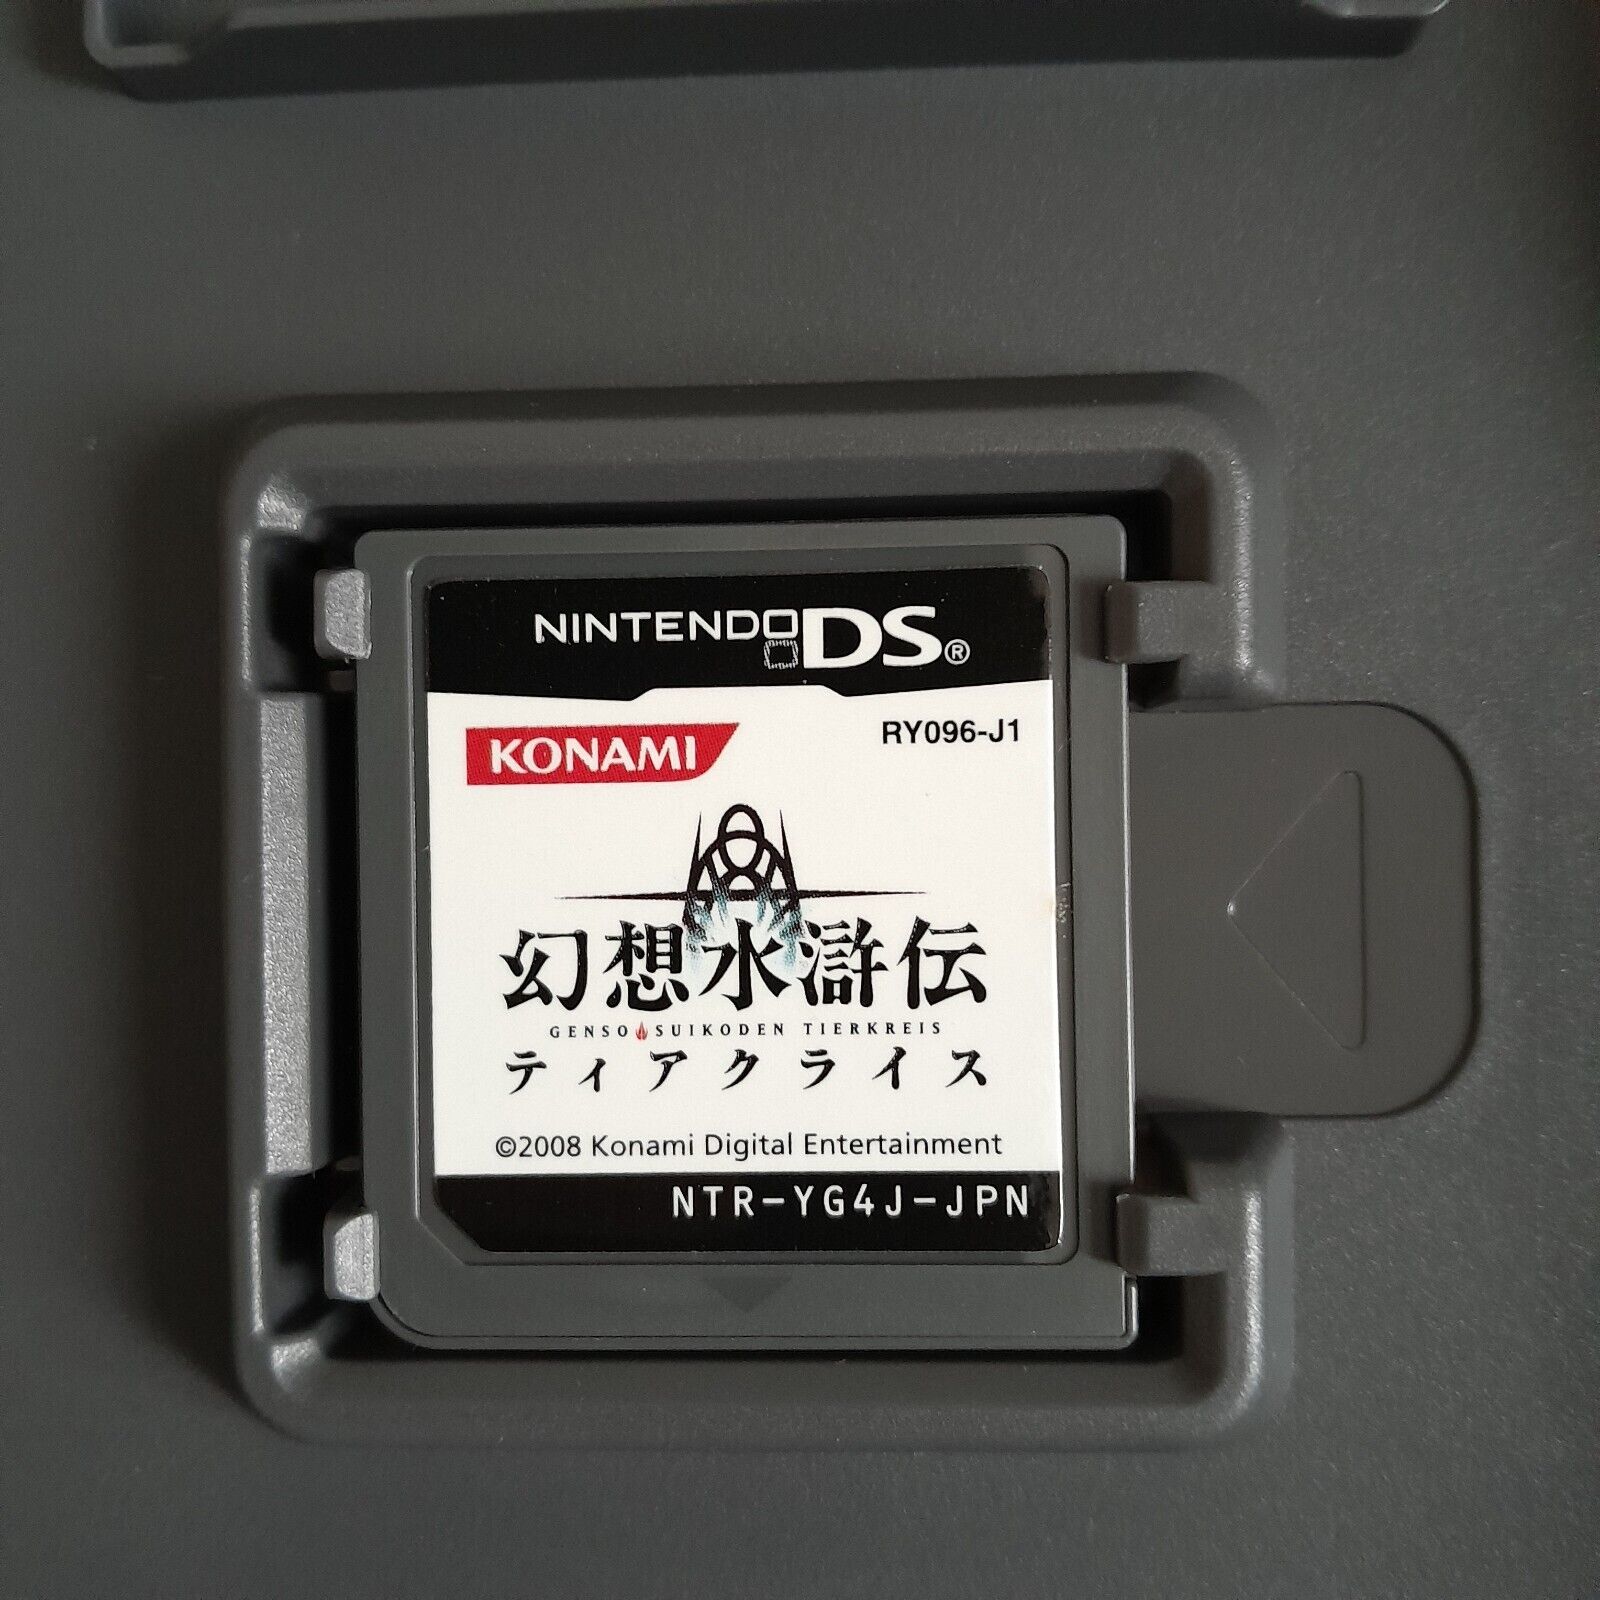 NINTENDO DS®
KONAMI
RY096-J1
幻想水滸伝
GENSO SUIKODEN TIERKREIS
ティアクライス
©2008 Konami Digital Entertainment
NTR-YG4J-JPN